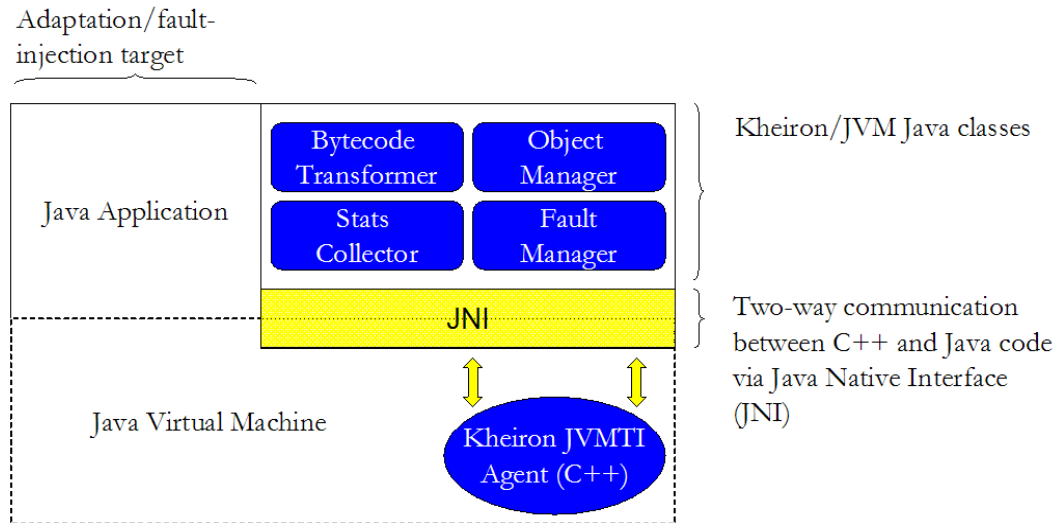 Adaptation/fault-
injection target
Bytecode
Transformer
Object
Manager
Kheiron/JVM Java classes
Java Application
Stats
Collector
Fault
Manager
JNI
Two-way communication
between C++ and Java code
via Java Native Interface
(JNI)
Java Virtual Machine
Kheiron JVMTI
Agent (C++)